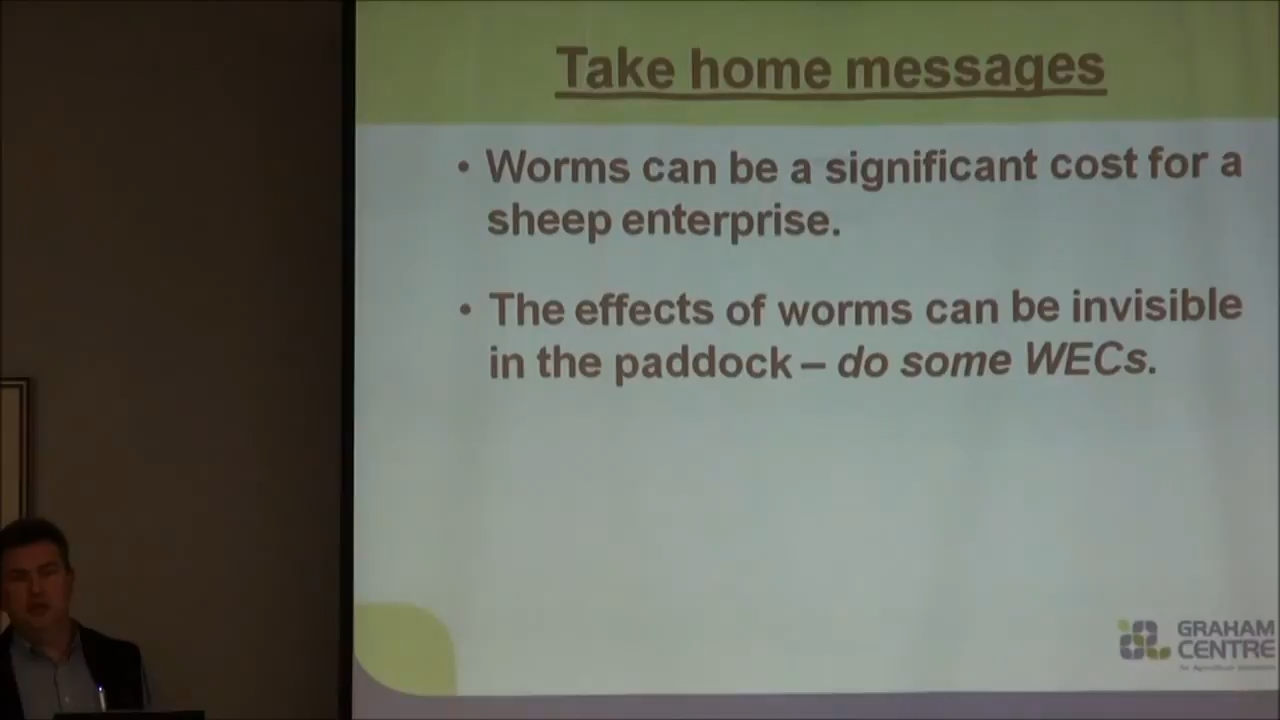 Take home messages
• Worms can be a significant cost for a
sheep enterprise.
• The effects of worms can be invisible
in the paddock – do some WECs.
GRAHAM
CENTRE